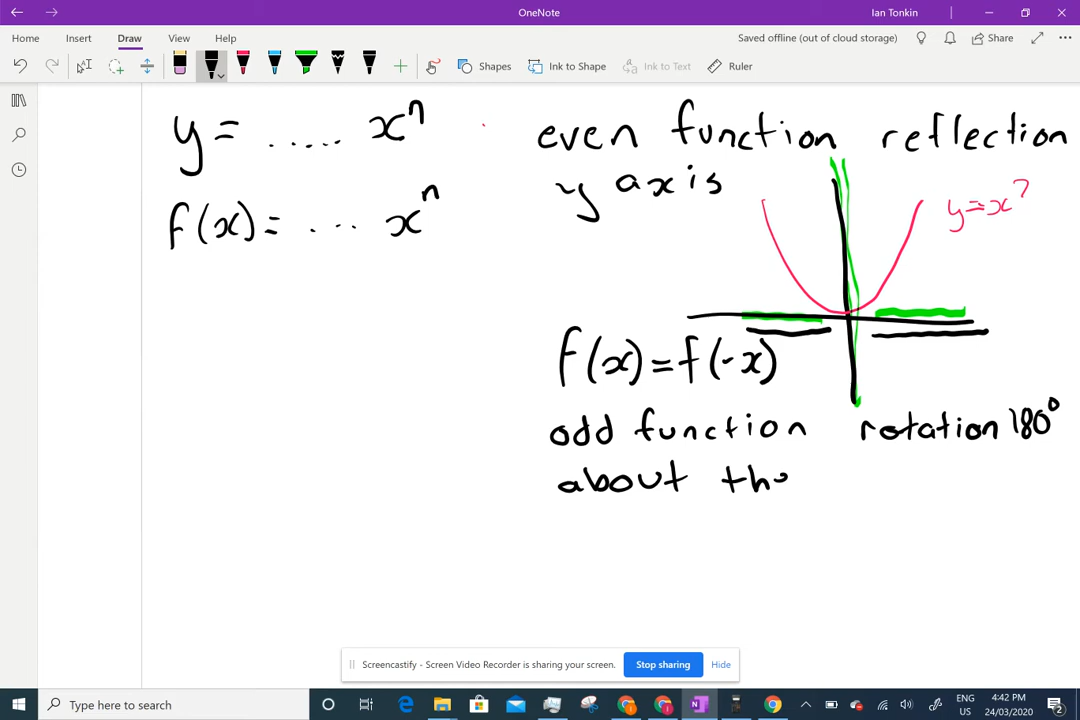 OneNote
Ian Tonkin
Home Insert Draw View Help
Saved offline (out of cloud storage)
Share
Shapes
Ink to Shape
Ink to Text
Ruler
y = ..... xⁿ
f(x) = ... xⁿ
even function reflection
y axis
y=x²
f(x) = f(-x)
odd function rotation 180°
about the
Screencastify - Screen Video Recorder is sharing your screen.
Stop sharing
Hide
Type here to search
ENG
US
4:42 PM
24/03/2020
2